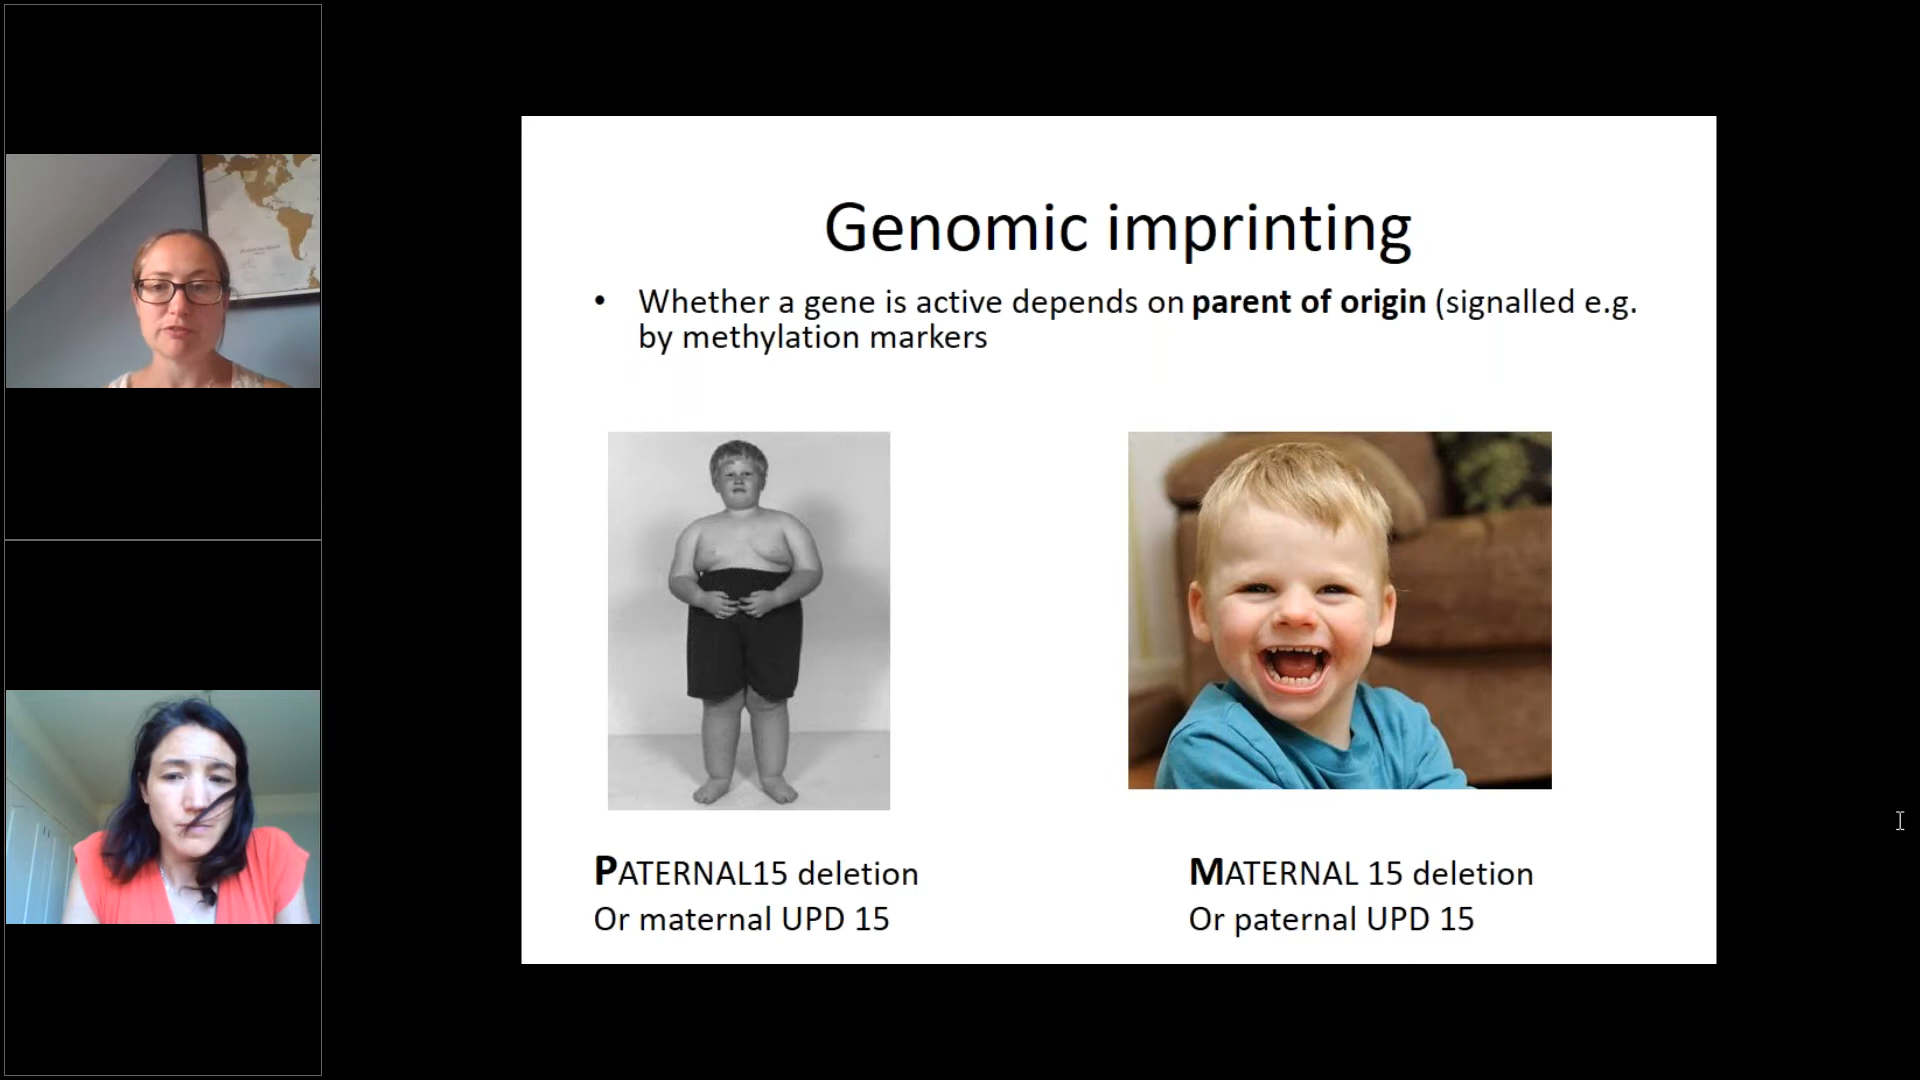 Genomic imprinting
• Whether a gene is active depends on parent of origin (signalled e.g.
by methylation markers
PATERNAL15 deletion
Or maternal UPD 15
MATERNAL 15 deletion
Or paternal UPD 15